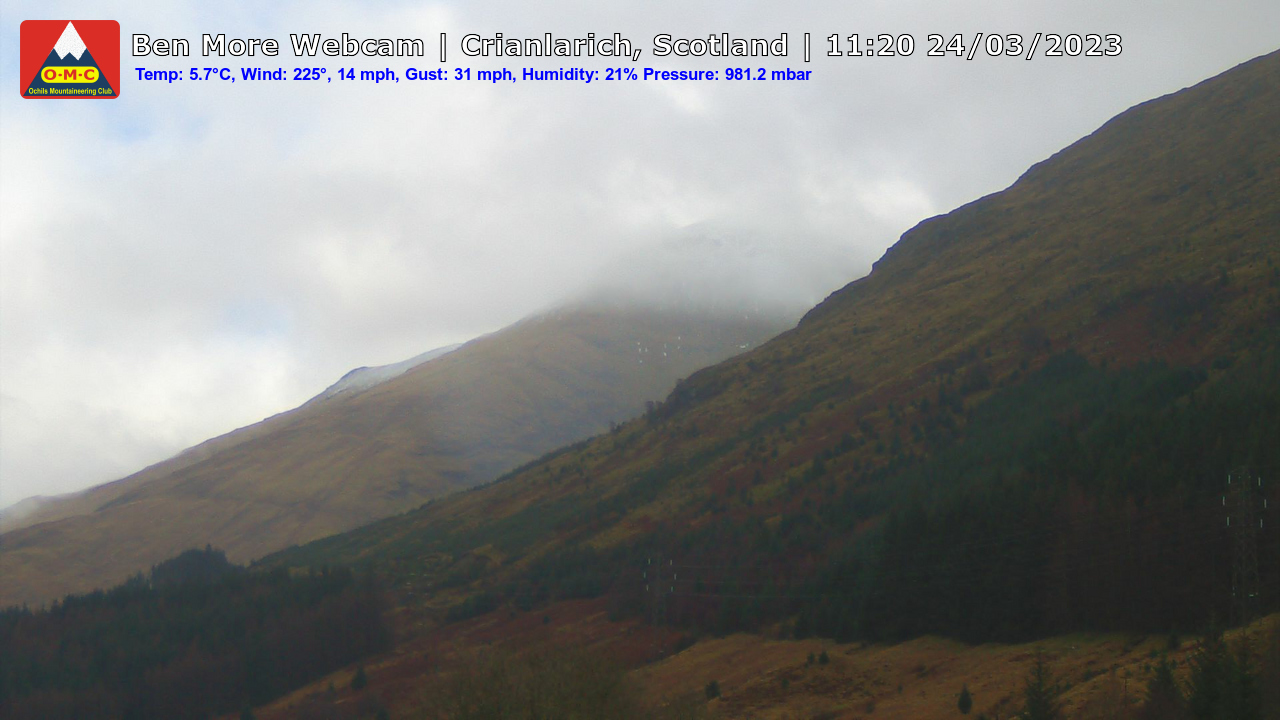 Ben More Webcam | Crianlarich, Scotland | 11:20 24/03/2023
Temp: 5.7°C, Wind: 225°, 14 mph, Gust: 31 mph, Humidity: 21% Pressure: 981.2 mbar
O·M·C
Ochils Mountaineering Club